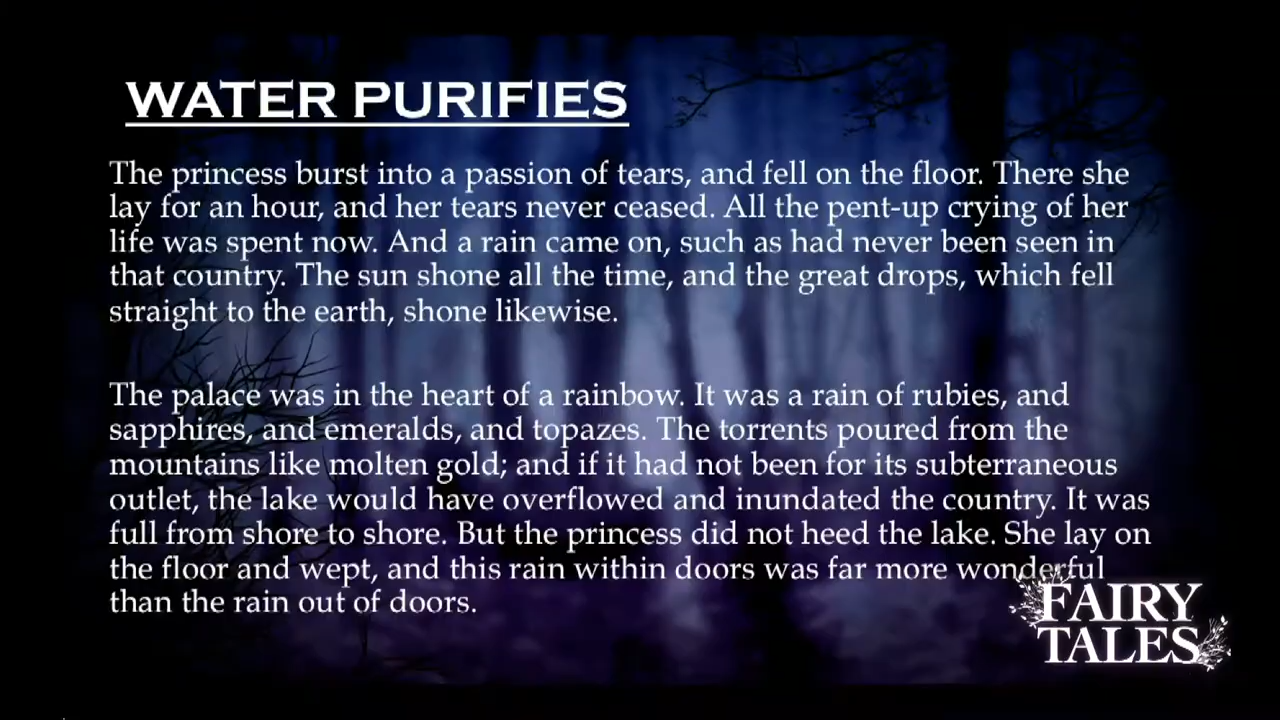 WATER PURIFIES
The princess burst into a passion of tears, and fell on the floor. There she
lay for an hour, and her tears never ceased. All the pent-up crying of her
life was spent now. And a rain came on, such as had never been seen in
that country. The sun shone all the time, and the great drops, which fell
straight to the earth, shone likewise.
The palace was in the heart of a rainbow. It was a rain of rubies, and
sapphires, and emeralds, and topazes. The torrents poured from the
mountains like molten gold; and if it had not been for its subterraneous
outlet, the lake would have overflowed and inundated the country. It was
full from shore to shore. But the princess did not heed the lake. She lay on
the floor and wept, and this rain within doors was far more wonderful
than the rain out of doors.
FAIRY
TALES